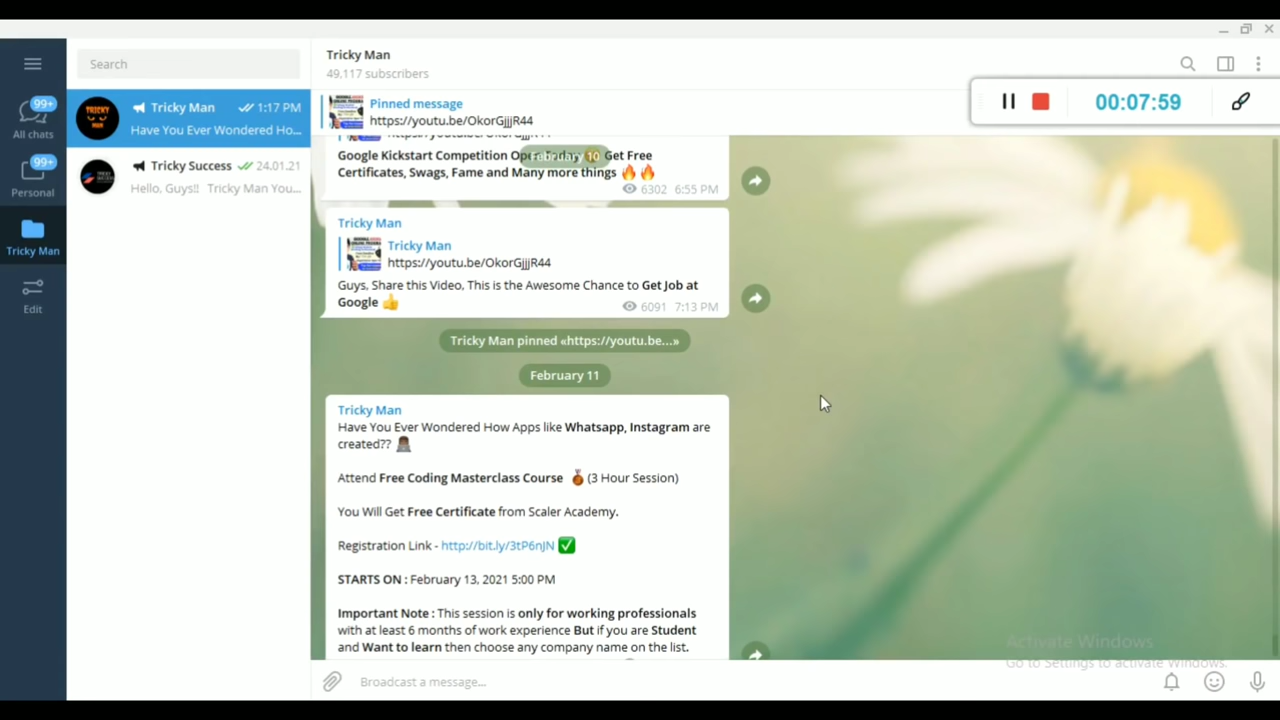 Search
Tricky Man
49,117 subscribers
Pinned message
https://youtu.be/OkorGjjjR44
00:07:59
99+
All chats
99+
Personal
Tricky Man
Edit
TRICKY MAN
Tricky Man 1:17 PM
Have You Ever Wondered Ho...
Tricky Success 24.01.21
Hello, Guys!! Tricky Man You...
February 10
Google Kickstart Competition Open Today 😍 Get Free
Certificates, Swags, Fame and Many more things 🔥🔥
6302 6:55 PM
Tricky Man
Tricky Man
https://youtu.be/OkorGjjjR44
Guys, Share this Video, This is the Awesome Chance to Get Job at
Google 👍
6091 7:13 PM
Tricky Man pinned «https://youtu.be...»
February 11
Tricky Man
Have You Ever Wondered How Apps like Whatsapp, Instagram are
created??
Attend Free Coding Masterclass Course (3 Hour Session)
You Will Get Free Certificate from Scaler Academy.
Registration Link - http://bit.ly/3tP6nJN ✅
STARTS ON : February 13, 2021 5:00 PM
Important Note : This session is only for working professionals
with at least 6 months of work experience But if you are Student
and Want to learn then choose any company name on the list.
Activate Windows
Go to Settings to activate Windows.
Broadcast a message...